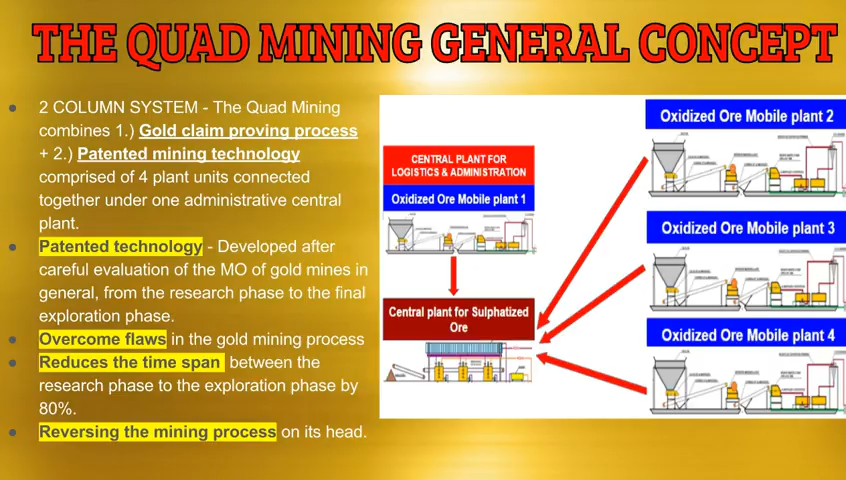 THE QUAD MINING GENERAL CONCEPT
● 2 COLUMN SYSTEM - The Quad Mining
combines 1.) Gold claim proving process
+ 2.) Patented mining technology
comprised of 4 plant units connected
together under one administrative central
plant.
● Patented technology - Developed after
careful evaluation of the MO of gold mines in
general, from the research phase to the final
exploration phase.
● Overcome flaws in the gold mining process
● Reduces the time span between the
research phase to the exploration phase by
80%.
● Reversing the mining process on its head.
CENTRAL PLANT FOR
LOGISTICS & ADMINISTRATION
Oxidized Ore Mobile plant 1
Central plant for Sulphatized
Ore
Oxidized Ore Mobile plant 2
Oxidized Ore Mobile plant 3
Oxidized Ore Mobile plant 4